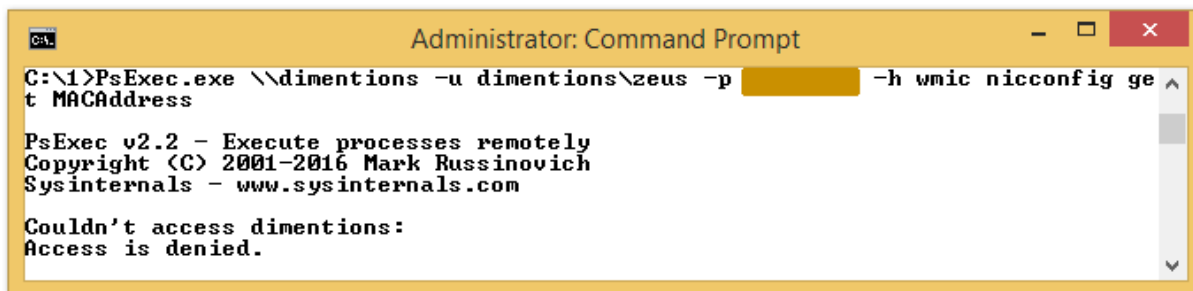 Administrator: Command Prompt
C:\1>PsExec.exe \\dimentions -u dimentions\zeus -p -h wmic nicconfig ge
t MACAddress
PsExec v2.2 - Execute processes remotely
Copyright (C) 2001-2016 Mark Russinovich
Sysinternals - www.sysinternals.com
Couldn't access dimentions:
Access is denied.